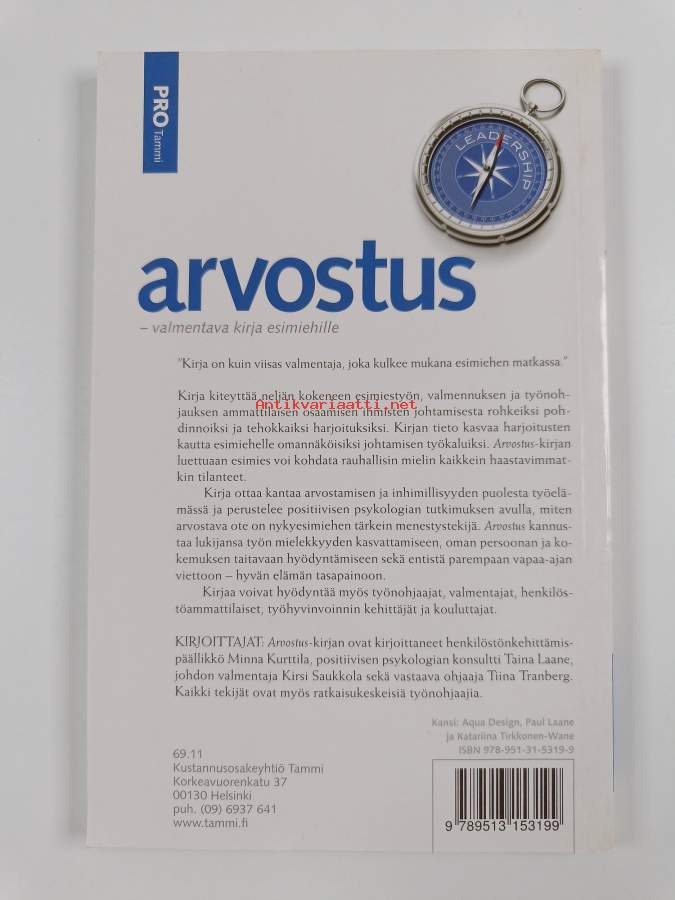 PRO Tammi
LEADERSHIP
arvostus
– valmentava kirja esimiehille
"Kirja on kuin viisas valmentaja, joka kulkee mukana esimiehen matkassa."
Kirja kiteyttää neljän kokeneen esimiestyön, valmennuksen ja työnoh-
jauksen ammattilaisen osaamisen ihmisten johtamisesta rohkeiksi poh-
Antikvariaatti.net
dinnoiksi ja tehokkaiksi harjoituksiksi. Kirjan tieto kasvaa harjoitusten
kautta esimiehelle omannäköisiksi johtamisen työkaluiksi. Arvostus-kirjan
luettuaan esimies voi kohdata rauhallisin mielin kaikkein haastavimmat-
kin tilanteet.
Kirja ottaa kantaa arvostamisen ja inhimillisyyden puolesta työelä-
mässä ja perustelee positiivisen psykologian tutkimuksen avulla, miten
arvostava ote on nykyesimiehen tärkein menestystekijä. Arvostus kannus-
taa lukijansa työn mielekkyyden kasvattamiseen, oman persoonan ja ko-
kemuksen taitavaan hyödyntämiseen sekä entistä parempaan vapaa-ajan
viettoon – hyvän elämän tasapainoon.
Kirjaa voivat hyödyntää myös työnohjaajat, valmentajat, henkilös-
töammattilaiset, työhyvinvoinnin kehittäjät ja kouluttajat.
KIRJOITTAJAT: Arvostus-kirjan ovat kirjoittaneet henkilöstönkehittämis-
päällikkö Minna Kurttila, positiivisen psykologian konsultti Taina Laane,
johdon valmentaja Kirsi Saukkola sekä vastaava ohjaaja Tiina Tranberg.
Kaikki tekijät ovat myös ratkaisukeskeisiä työnohjaajia.
Kansi: Aqua Design, Paul Laane
ja Katariina Tirkkonen-Wane
ISBN 978-951-31-5319-9
69.11
Kustannusosakeyhtiö Tammi
Korkeavuorenkatu 37
00130 Helsinki
puh. (09) 6937 641
www.tammi.fi
9 789513 153199